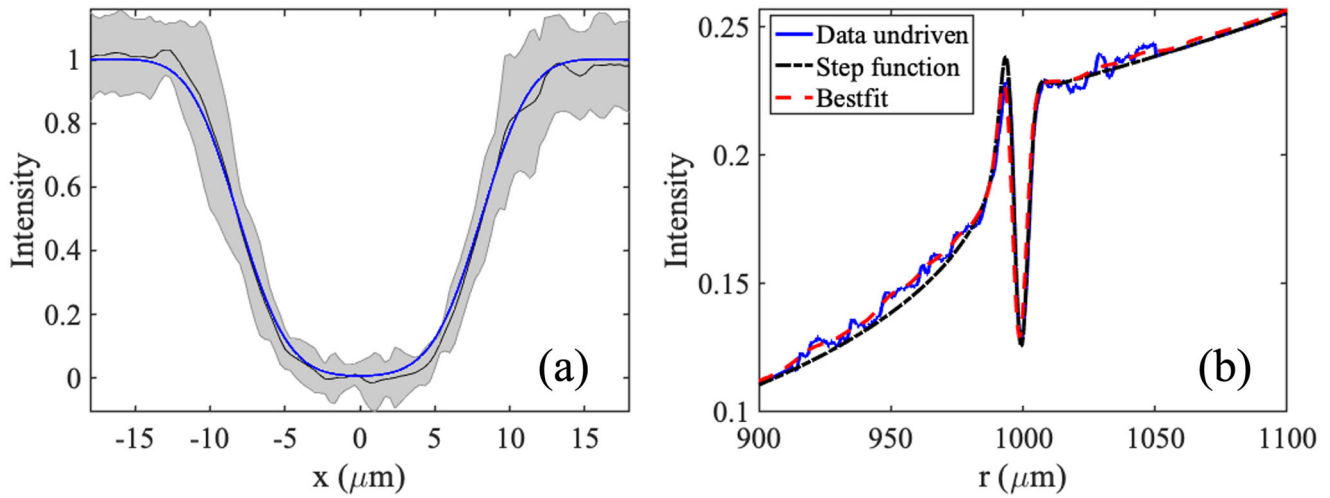 Intensity
1
0.8
0.6
0.4
0.2
0
-15 -10 -5 0 5 10 15
x (μm)
(a)
Intensity
0.25
0.2
0.15
0.1
Data undriven
Step function
Bestfit
900 950 1000 1050 1100
r (μm)
(b)